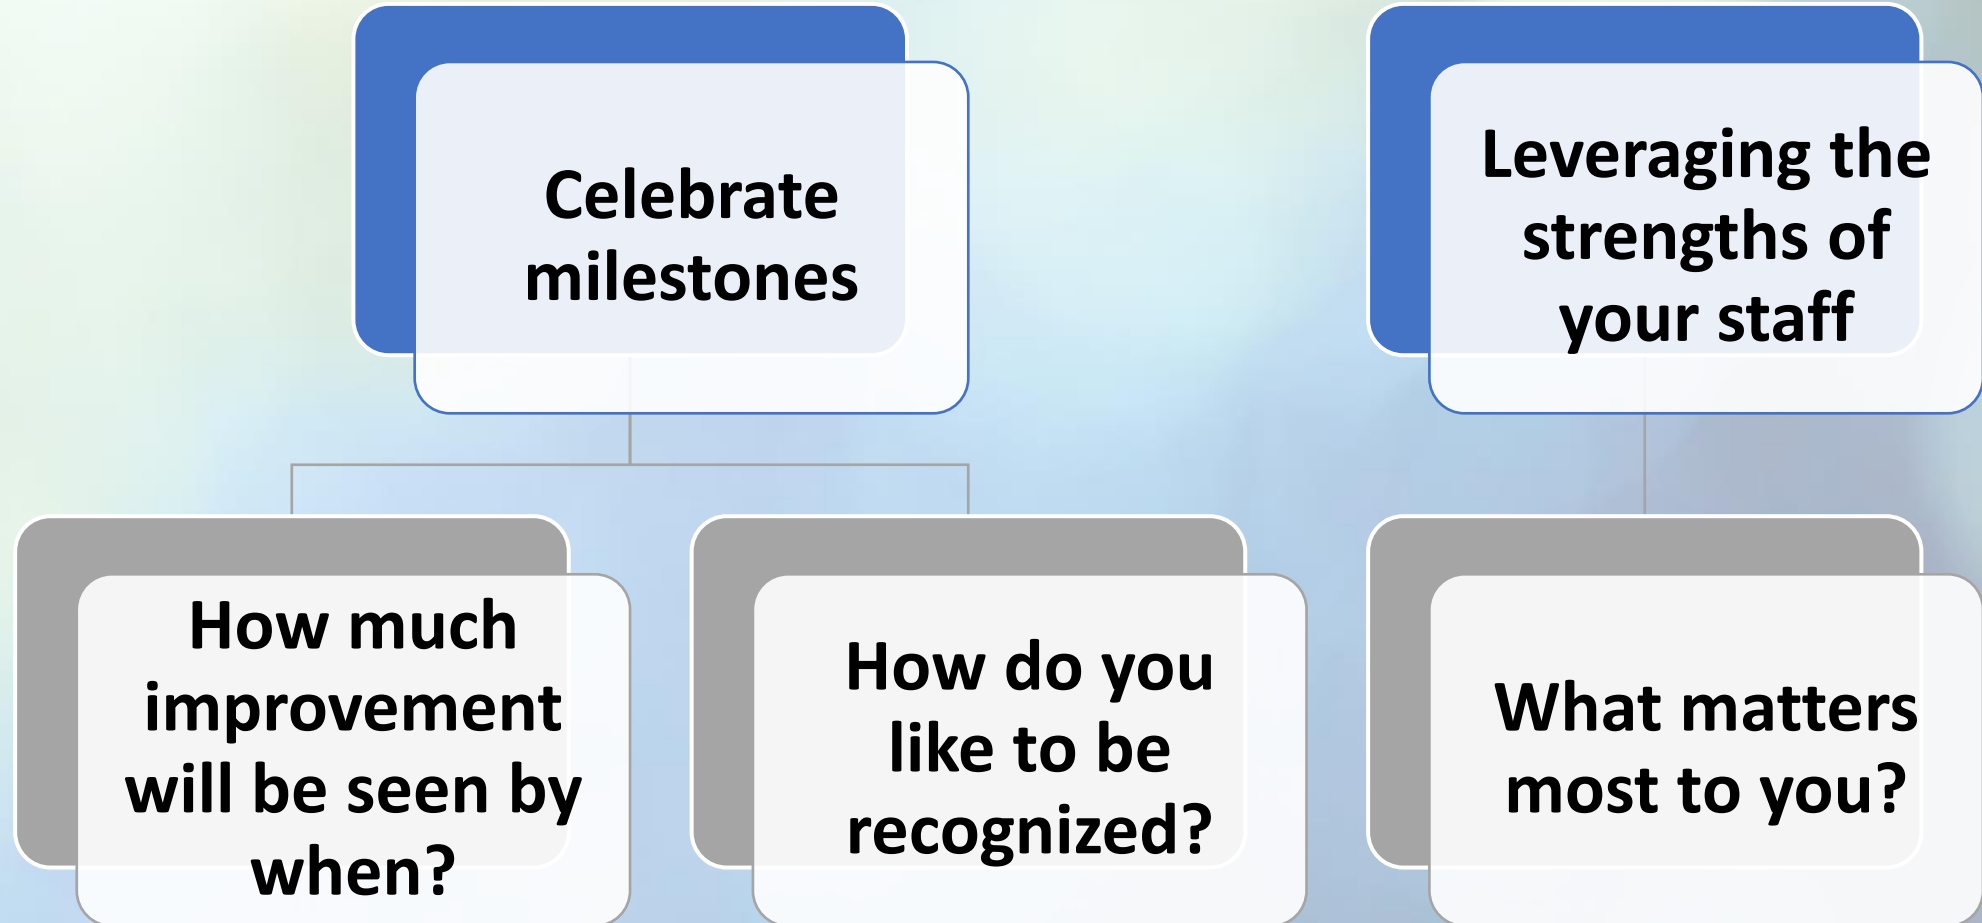 Celebrate
milestones
Leveraging the
strengths of
your staff
How much
improvement
will be seen by
when?
How do you
like to be
recognized?
What matters
most to you?